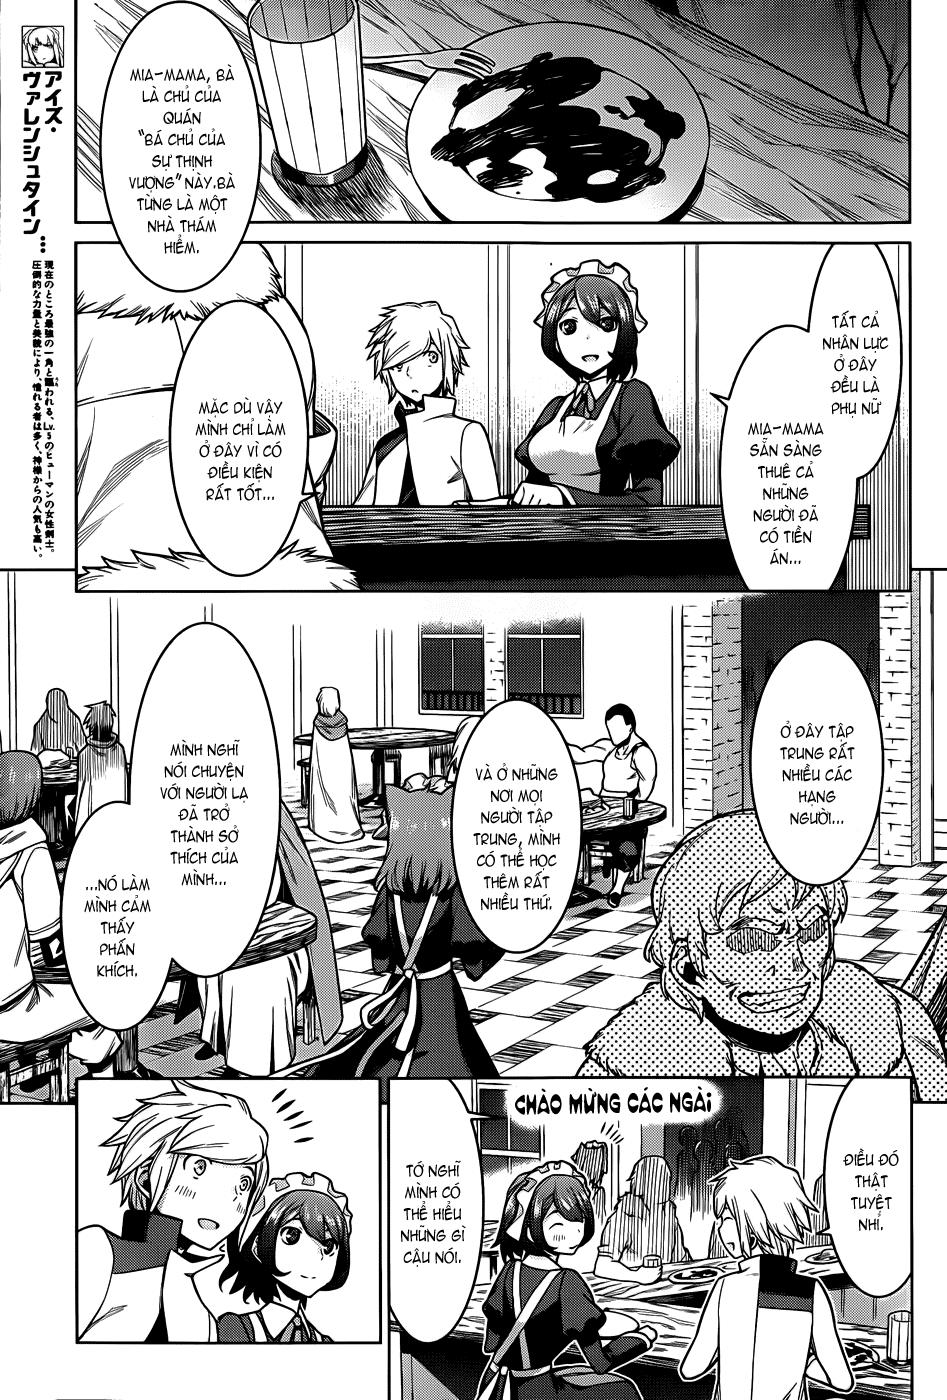 アイズ・
ヴァレンシュタイン…
現在のところ最強の一角と謳われる、Lv.5のヒューマンの女性剣士。
圧倒的な力量と美貌により、憧れる者は多く、神様からの人気も高い。
MIA-MAMA, BÀ
LÀ CHỦ CỦA
QUÁN
"BÁ CHỦ CỦA
SỰ THỊNH
VƯỢNG" NÀY.BÀ
TỪNG LÀ MỘT
NHÀ THÁM
HIỂM.
TẤT CẢ
NHÂN LỰC
Ở ĐÂY
ĐỀU LÀ
PHỤ NỮ
MIA-MAMA
SẴN SÀNG
THUÊ CẢ
NHỮNG
NGƯỜI ĐÃ
CÓ TIỀN
ÁN...
MẶC DÙ VẬY
MÌNH CHỈ LÀM
Ở ĐÂY VÌ CÓ
ĐIỀU KIỆN
RẤT TỐT...
Ở ĐÂY TẬP
TRUNG RẤT
NHIỀU CÁC
HẠNG
NGƯỜI...
VÀ Ở NHỮNG
NƠI MỌI
NGƯỜI TẬP
TRUNG, MÌNH
CÓ THỂ HỌC
THÊM RẤT
NHIỀU THỨ.
MÌNH NGHĨ
NÓI CHUYỆN
VỚI NGƯỜI LẠ
ĐÃ TRỞ
THÀNH SỞ
THÍCH CỦA
MÌNH...
...NÓ LÀM
MÌNH CẢM
THẤY
PHẤN
KHÍCH.
ĐIỀU ĐÓ
THẬT
TUYỆT
NHỈ.
CHÀO MỪNG CÁC NGÀI
TỚ NGHĨ
MÌNH CÓ
THỂ HIỂU
NHỮNG GÌ
CẬU NÓI.